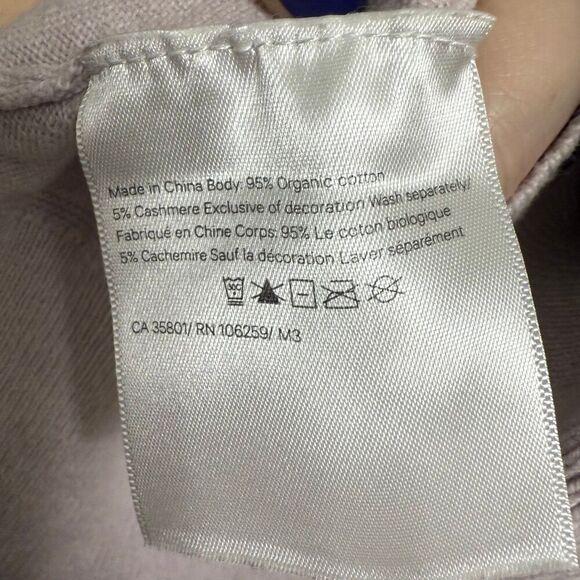 Made in China Body: 95% Organic cotton
5% Cashmere Exclusive of decoration Wash separately/
Fabriqué en Chine Corps: 95% Le coton biologique
5% Cachemire Sauf la décoration Laver séparément
30C
CA 35801/ RN 106259/ M3